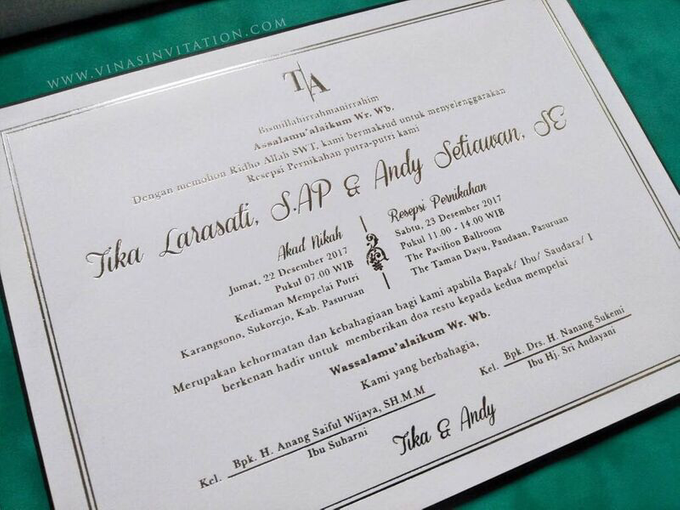 WWW.VINASINVITATION.COM
T|A
Bismillahirrahmanirrahim
Assalamu'alaikum Wr. Wb.
Dengan memohon Ridho Allah SWT, kami bermaksud untuk menyelenggarakan
Resepsi Pernikahan putra-putri kami
Tika Larasati, S.AP & Andy Setiawan, SE
Akad Nikah
Jumat, 22 Desember 2017
Pukul 07.00 WIB
Kediaman Mempelai Putri
Karangsono, Sukorejo, Kab. Pasuruan
Resepsi Pernikahan
Sabtu, 23 Desember 2017
Pukul 11.00 - 14.00 WIB
The Pavilion Ballroom
The Taman Dayu, Pandaan, Pasuruan
Merupakan kehormatan dan kebahagiaan bagi kami apabila Bapak/ Ibu/ Saudara/ I
berkenan hadir untuk memberikan doa restu kepada kedua mempelai
Wassalamu'alaikum Wr. Wb.
Kami yang berbahagia,
Kel. Bpk. H. Anang Saiful Wijaya, SH.M.M
Ibu Suharni
Kel. Bpk. Drs. H. Nanang Sukemi
Ibu Hj. Sri Andayani
Tika & Andy